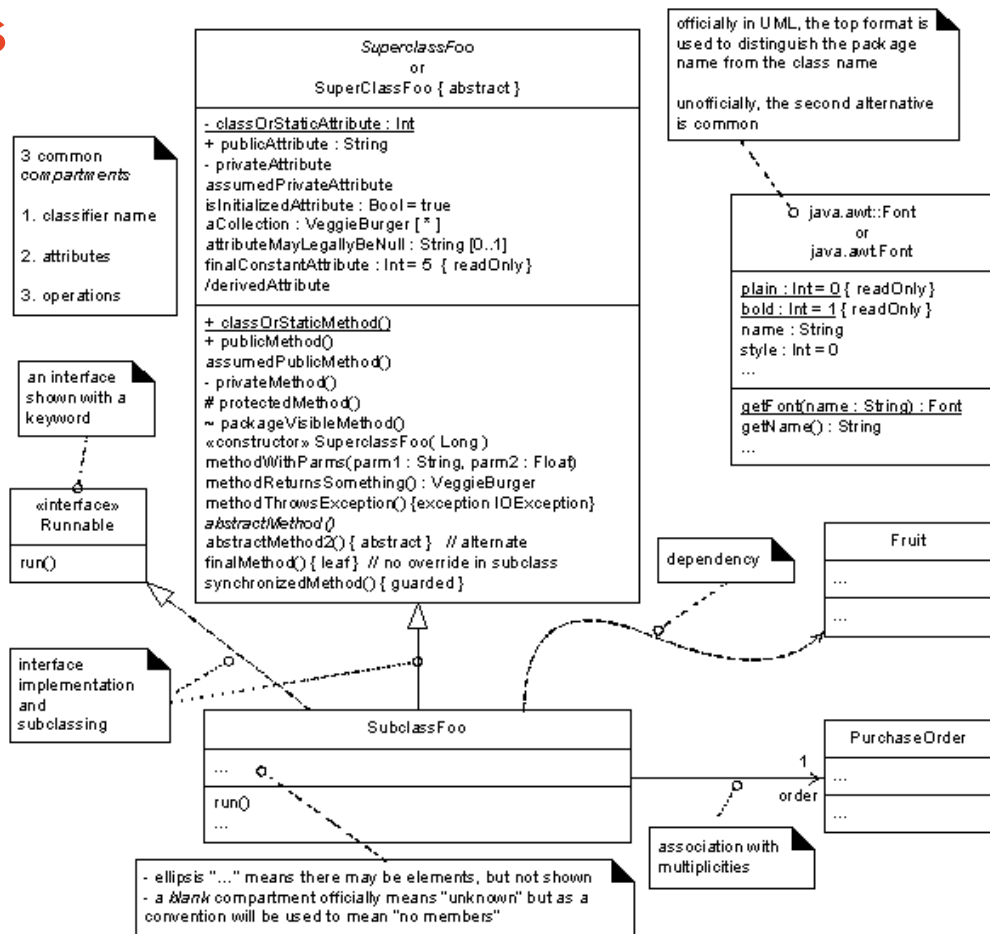 s
SuperclassFoo
or
SuperClassFoo { abstract }
- classOrStaticAttribute : Int
+ publicAttribute : String
- privateAttribute
assumedPrivateAttribute
isInitializedAttribute : Bool = true
aCollection : VeggieBurger [ * ]
attributeMayLegallyBeNull : String [0..1]
finalConstantAttribute : Int = 5 { readOnly }
/derivedAttribute
+ classOrStaticMethod()
+ publicMethod()
assumedPublicMethod()
- privateMethod()
# protectedMethod()
~ packageVisibleMethod()
«constructor» SuperclassFoo( Long )
methodWithParms(parm1 : String, parm2 : Float)
methodReturnsSomething() : VeggieBurger
methodThrowsException() {exception IOException}
abstractMethod()
abstractMethod2() { abstract } // alternate
finalMethod() { leaf } // no override in subclass
synchronizedMethod() { guarded }
3 common
compartments
1. classifier name
2. attributes
3. operations
an interface
shown with a
keyword
«interface»
Runnable
run()
interface
implementation
and
subclassing
officially in UML, the top format is
used to distinguish the package
name from the class name
unofficially, the second alternative
is common
java.awt::Font
or
java.awt.Font
plain : Int = 0 { readOnly }
bold : Int = 1 { readOnly }
name : String
style : Int = 0
...
getFont(name : String) : Font
getName() : String
...
dependency
Fruit
...
...
SubclassFoo
...
run()
...
1
order
PurchaseOrder
...
...
association with
multiplicities
- ellipsis "..." means there may be elements, but not shown
- a blank compartment officially means "unknown" but as a
convention will be used to mean "no members"